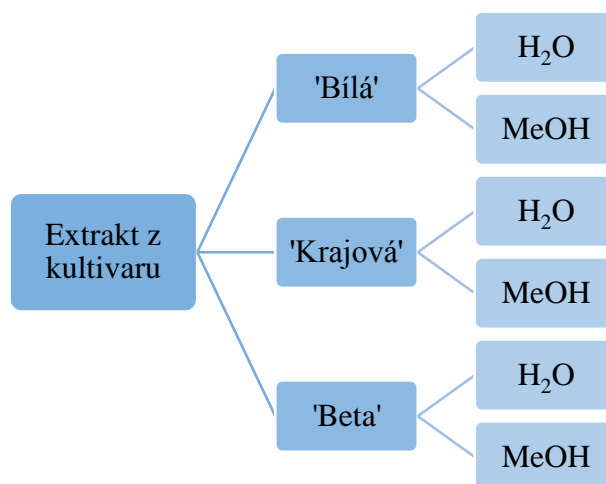 Extrakt z
kultivaru
'Bílá'
H₂O
MeOH
'Krajová'
H₂O
MeOH
'Beta'
H₂O
MeOH